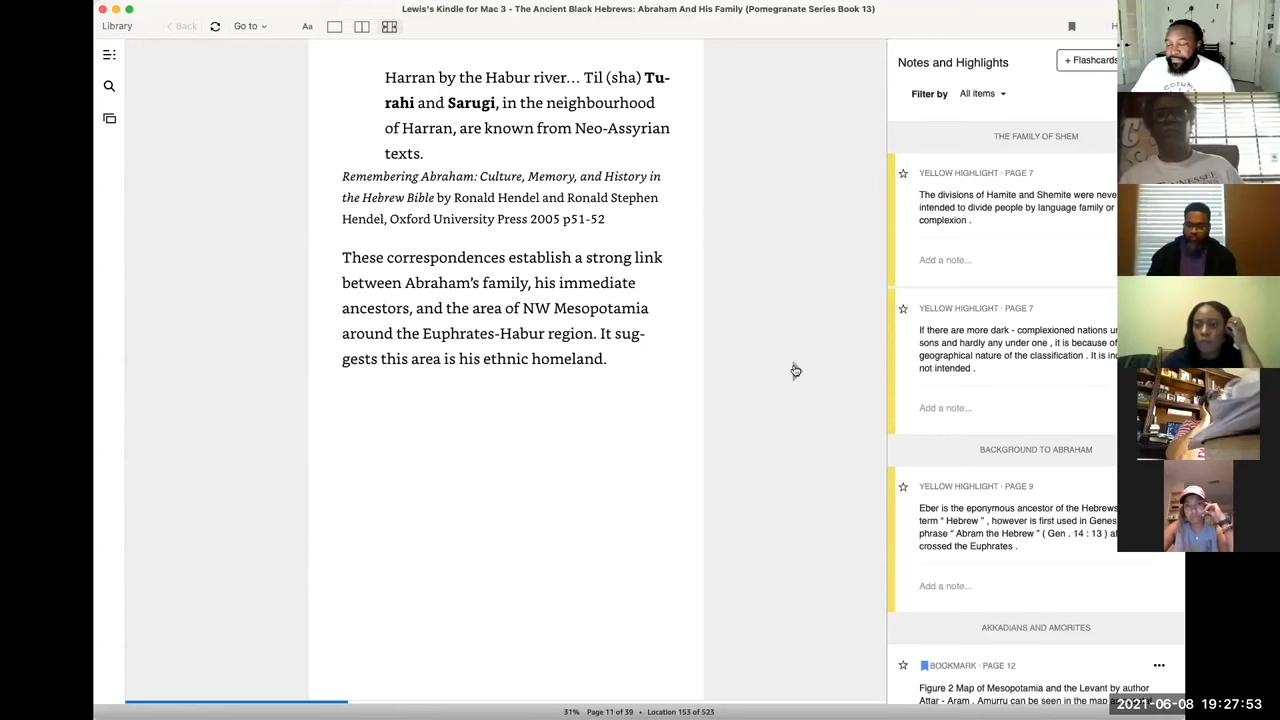 Lewis's Kindle for Mac 3 - The Ancient Black Hebrews: Abraham And His Family (Pomegranate Series Book 13)
Library
Back
Go to
Aa
Harran by the Habur river... Til (sha) Tu-
rahi and Sarugi, in the neighbourhood
of Harran, are known from Neo-Assyrian
texts.
Remembering Abraham: Culture, Memory, and History in
the Hebrew Bible by Ronald Hendel and Ronald Stephen
Hendel, Oxford University Press 2005 p51-52
These correspondences establish a strong link
between Abraham's family, his immediate
ancestors, and the area of NW Mesopotamia
around the Euphrates-Habur region. It sug-
gests this area is his ethnic homeland.
31% Page 11 of 39 • Location 153 of 523
Notes and Highlights
+ Flashcards
Filter by All items
THE FAMILY OF SHEM
YELLOW HIGHLIGHT · PAGE 7
The divisions of Hamite and Shemite were neve
intended to divide people by language family or
complexion .
Add a note...
YELLOW HIGHLIGHT · PAGE 7
If there are more dark - complexioned nations u
sons and hardly any under one , it is because of
geographical nature of the classification . It is in
not intended .
Add a note...
BACKGROUND TO ABRAHAM
YELLOW HIGHLIGHT · PAGE 9
Eber is the eponymous ancestor of the Hebrews
term " Hebrew " , however is first used in Genes
phrase " Abram the Hebrew " ( Gen . 14 : 13 ) a
crossed the Euphrates .
Add a note...
AKKADIANS AND AMORITES
BOOKMARK · PAGE 12
Figure 2 Map of Mesopotamia and the Levant by author
Attar - Aram . Amurru can be seen in the map
2021-06-08 19:27:53